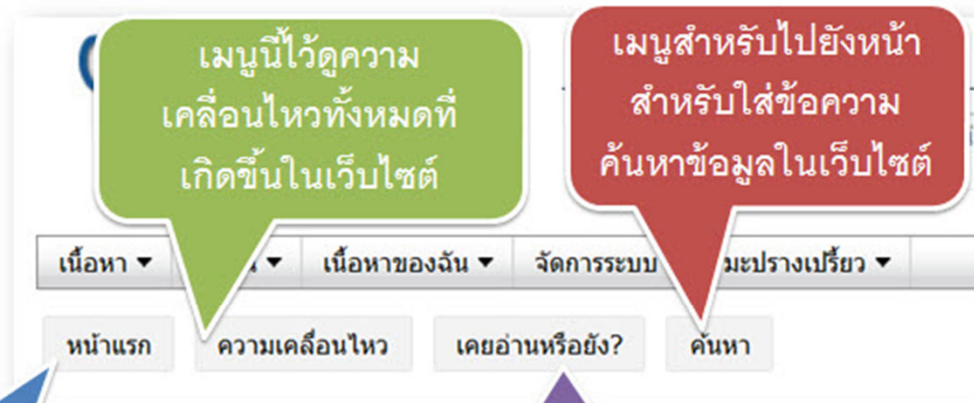 เมนูนี้ไว้ดูความ
เคลื่อนไหวทั้งหมดที่
เกิดขึ้นในเว็บไซต์
เมนูสำหรับไปยังหน้า
สำหรับใส่ข้อความ
ค้นหาข้อมูลในเว็บไซต์
เนื้อหา เนื้อหาของฉัน จัดการระบบ มะปรางเปรี้ยว
หน้าแรก ความเคลื่อนไหว เคยอ่านหรือยัง? ค้นหา